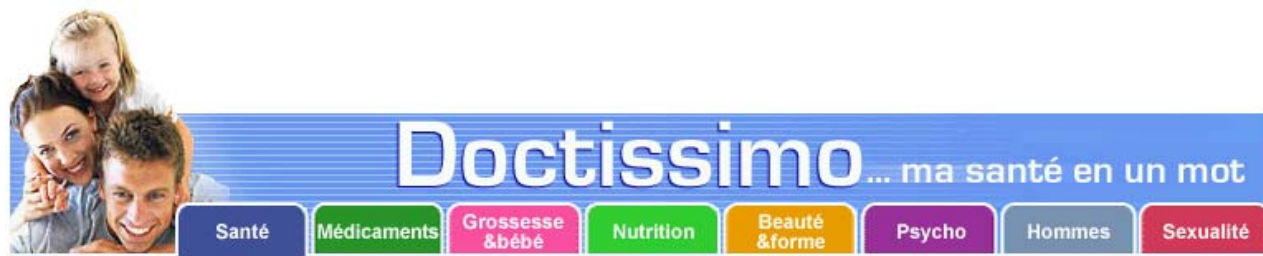 Doctissimo... ma santé en un mot
Santé
Médicaments
Grossesse
&bébé
Nutrition
Beauté
&forme
Psycho
Hommes
Sexualité